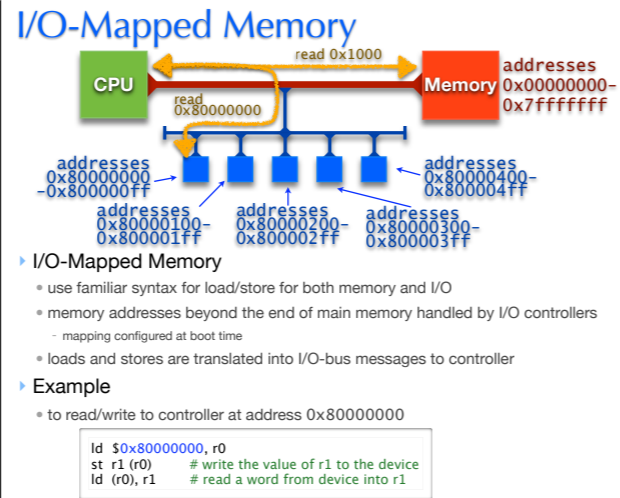 I/O-Mapped Memory
read 0x1000
CPU
Memory
addresses
0x00000000-
0x7fffffff
read
0x80000000
addresses
0x80000000
-0x800000ff
addresses
0x80000100-
0x800001ff
addresses
0x80000200-
0x800002ff
addresses
0x80000300-
0x800003ff
addresses
0x80000400-
0x800004ff
I/O-Mapped Memory
• use familiar syntax for load/store for both memory and I/O
• memory addresses beyond the end of main memory handled by I/O controllers
- mapping configured at boot time
• loads and stores are translated into I/O-bus messages to controller
Example
• to read/write to controller at address 0x80000000
ld $0x80000000, r0
st r1 (r0) # write the value of r1 to the device
ld (r0), r1 # read a word from device into r1